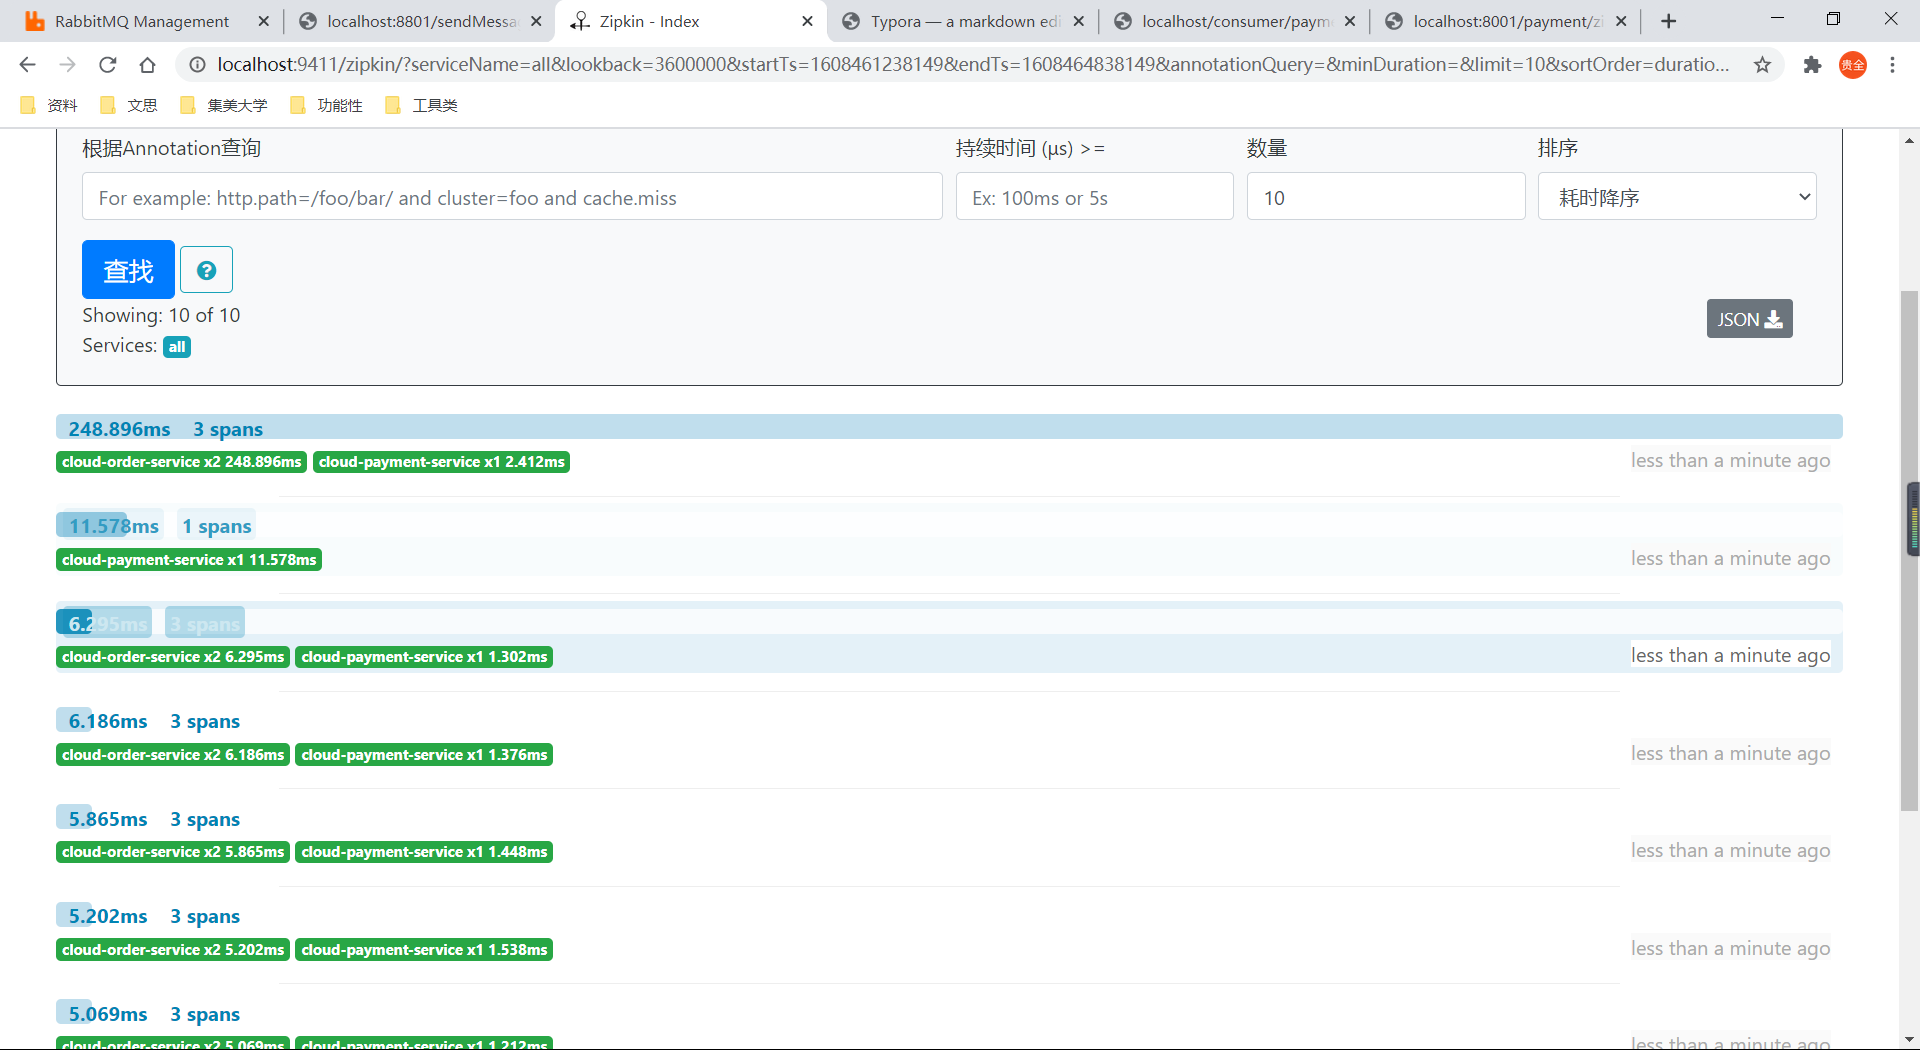 RabbitMQ Management
localhost:8801/sendMessa
Zipkin - Index
Typora — a markdown edi
localhost/consumer/paym
localhost:8001/payment/zi
localhost:9411/zipkin/?serviceName=all&lookback=3600000&startTs=1608461238149&endTs=1608464838149&annotationQuery=&minDuration=&limit=10&sortOrder=duratio...
贵全
资料
文思
集美大学
功能性
工具类
根据Annotation查询
持续时间 (μs) >=
数量
排序
For example: http.path=/foo/bar/ and cluster=foo and cache.miss
Ex: 100ms or 5s
10
耗时降序
查找
?
Showing: 10 of 10
JSON
Services: all
248.896ms 3 spans
cloud-order-service x2 248.896ms cloud-payment-service x1 2.412ms
less than a minute ago
11.578ms 1 spans
cloud-payment-service x1 11.578ms
less than a minute ago
6.295ms 3 spans
cloud-order-service x2 6.295ms cloud-payment-service x1 1.302ms
less than a minute ago
6.186ms 3 spans
cloud-order-service x2 6.186ms cloud-payment-service x1 1.376ms
less than a minute ago
5.865ms 3 spans
cloud-order-service x2 5.865ms cloud-payment-service x1 1.448ms
less than a minute ago
5.202ms 3 spans
cloud-order-service x2 5.202ms cloud-payment-service x1 1.538ms
less than a minute ago
5.069ms 3 spans
cloud-order-service x2 5.069ms cloud-payment-service x1 1.212ms
less than a minute ago